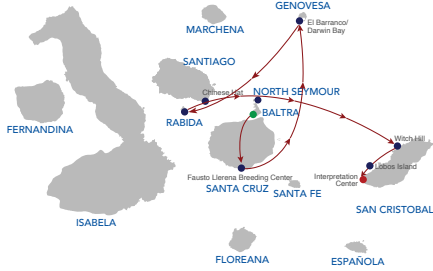 GENOVESA
El Barranco/
Darwin Bay
MARCHENA
SANTIAGO
Chinese Hat
NORTH SEYMOUR
RABIDA
BALTRA
FERNANDINA
Witch Hill
Lobos Island
Fausto Llerena Breeding Center
Interpretation
Center
SANTA CRUZ
SANTA FE
SAN CRISTOBAL
ISABELA
FLOREANA
ESPAÑOLA